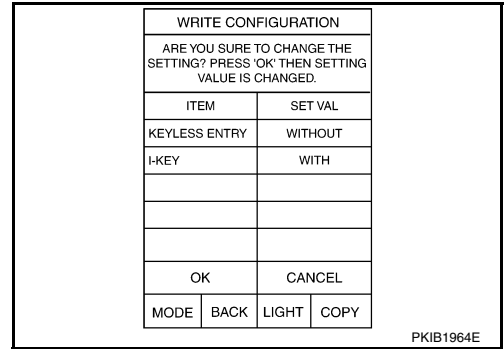 WRITE CONFIGURATION
ARE YOU SURE TO CHANGE THE
SETTING? PRESS 'OK' THEN SETTING
VALUE IS CHANGED.
ITEM SET VAL
KEYLESS ENTRY WITHOUT
I-KEY WITH
OK CANCEL
MODE BACK LIGHT COPY
PKIB1964E